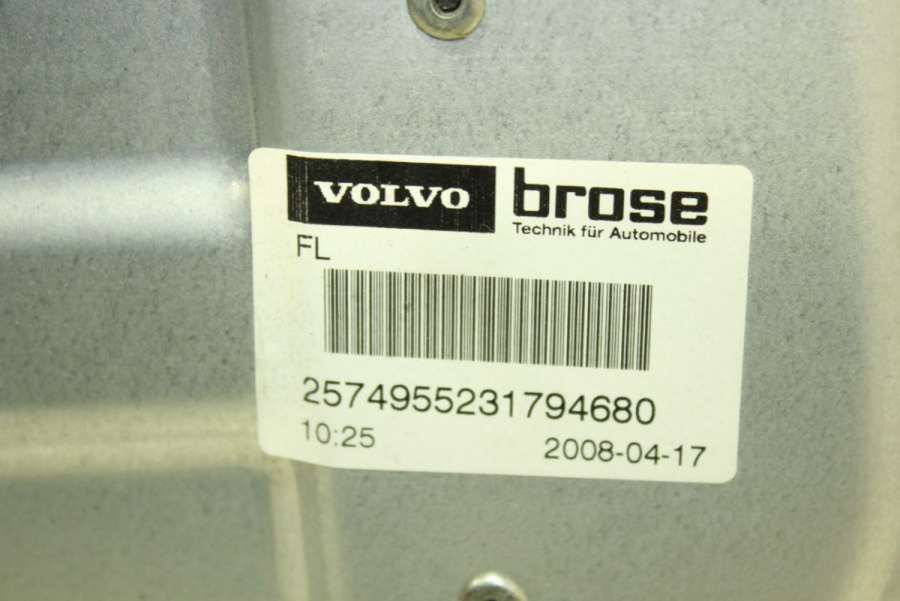 VOLVO brose
Technik für Automobile
FL
2574955231794680
10:25 2008-04-17